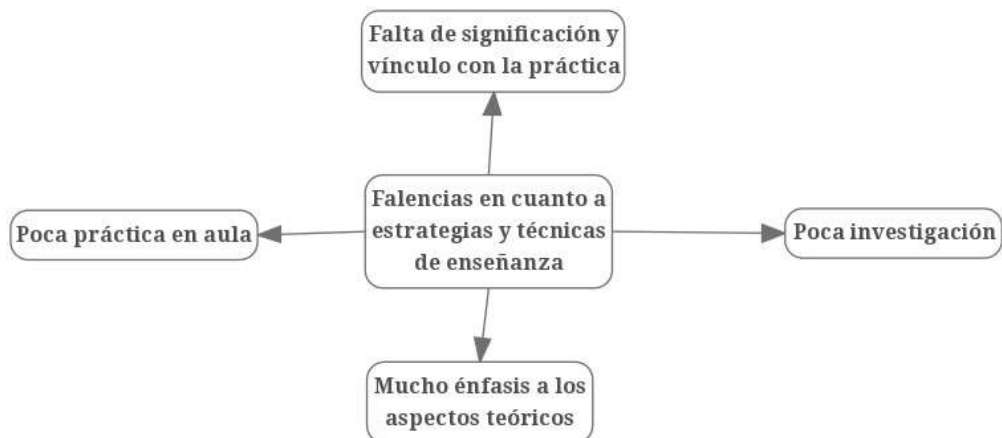 Falta de significación y
vínculo con la práctica
Falencias en cuanto a
estrategias y técnicas
de enseñanza
Poca práctica en aula
Poca investigación
Mucho énfasis a los
aspectos teóricos